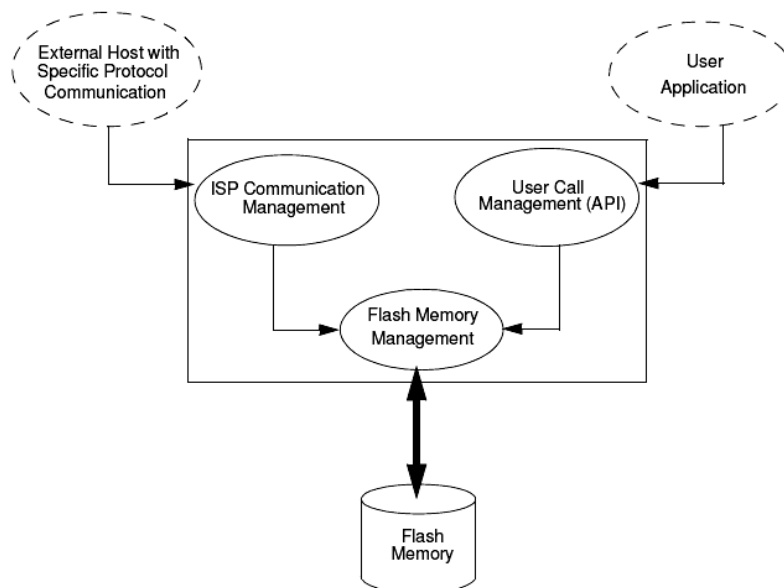 External Host with
Specific Protocol
Communication
User
Application
ISP Communication
Management
User Call
Management (API)
Flash Memory
Management
Flash
Memory